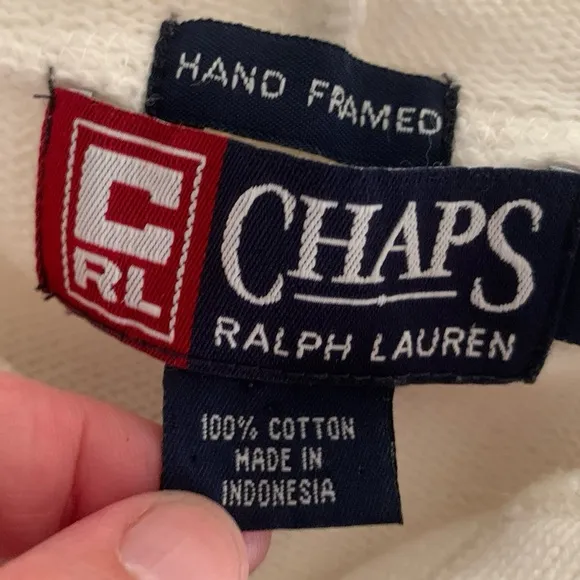 HAND FRAMED
C
RL
CHAPS
RALPH LAUREN
100% COTTON
MADE IN
INDONESIA